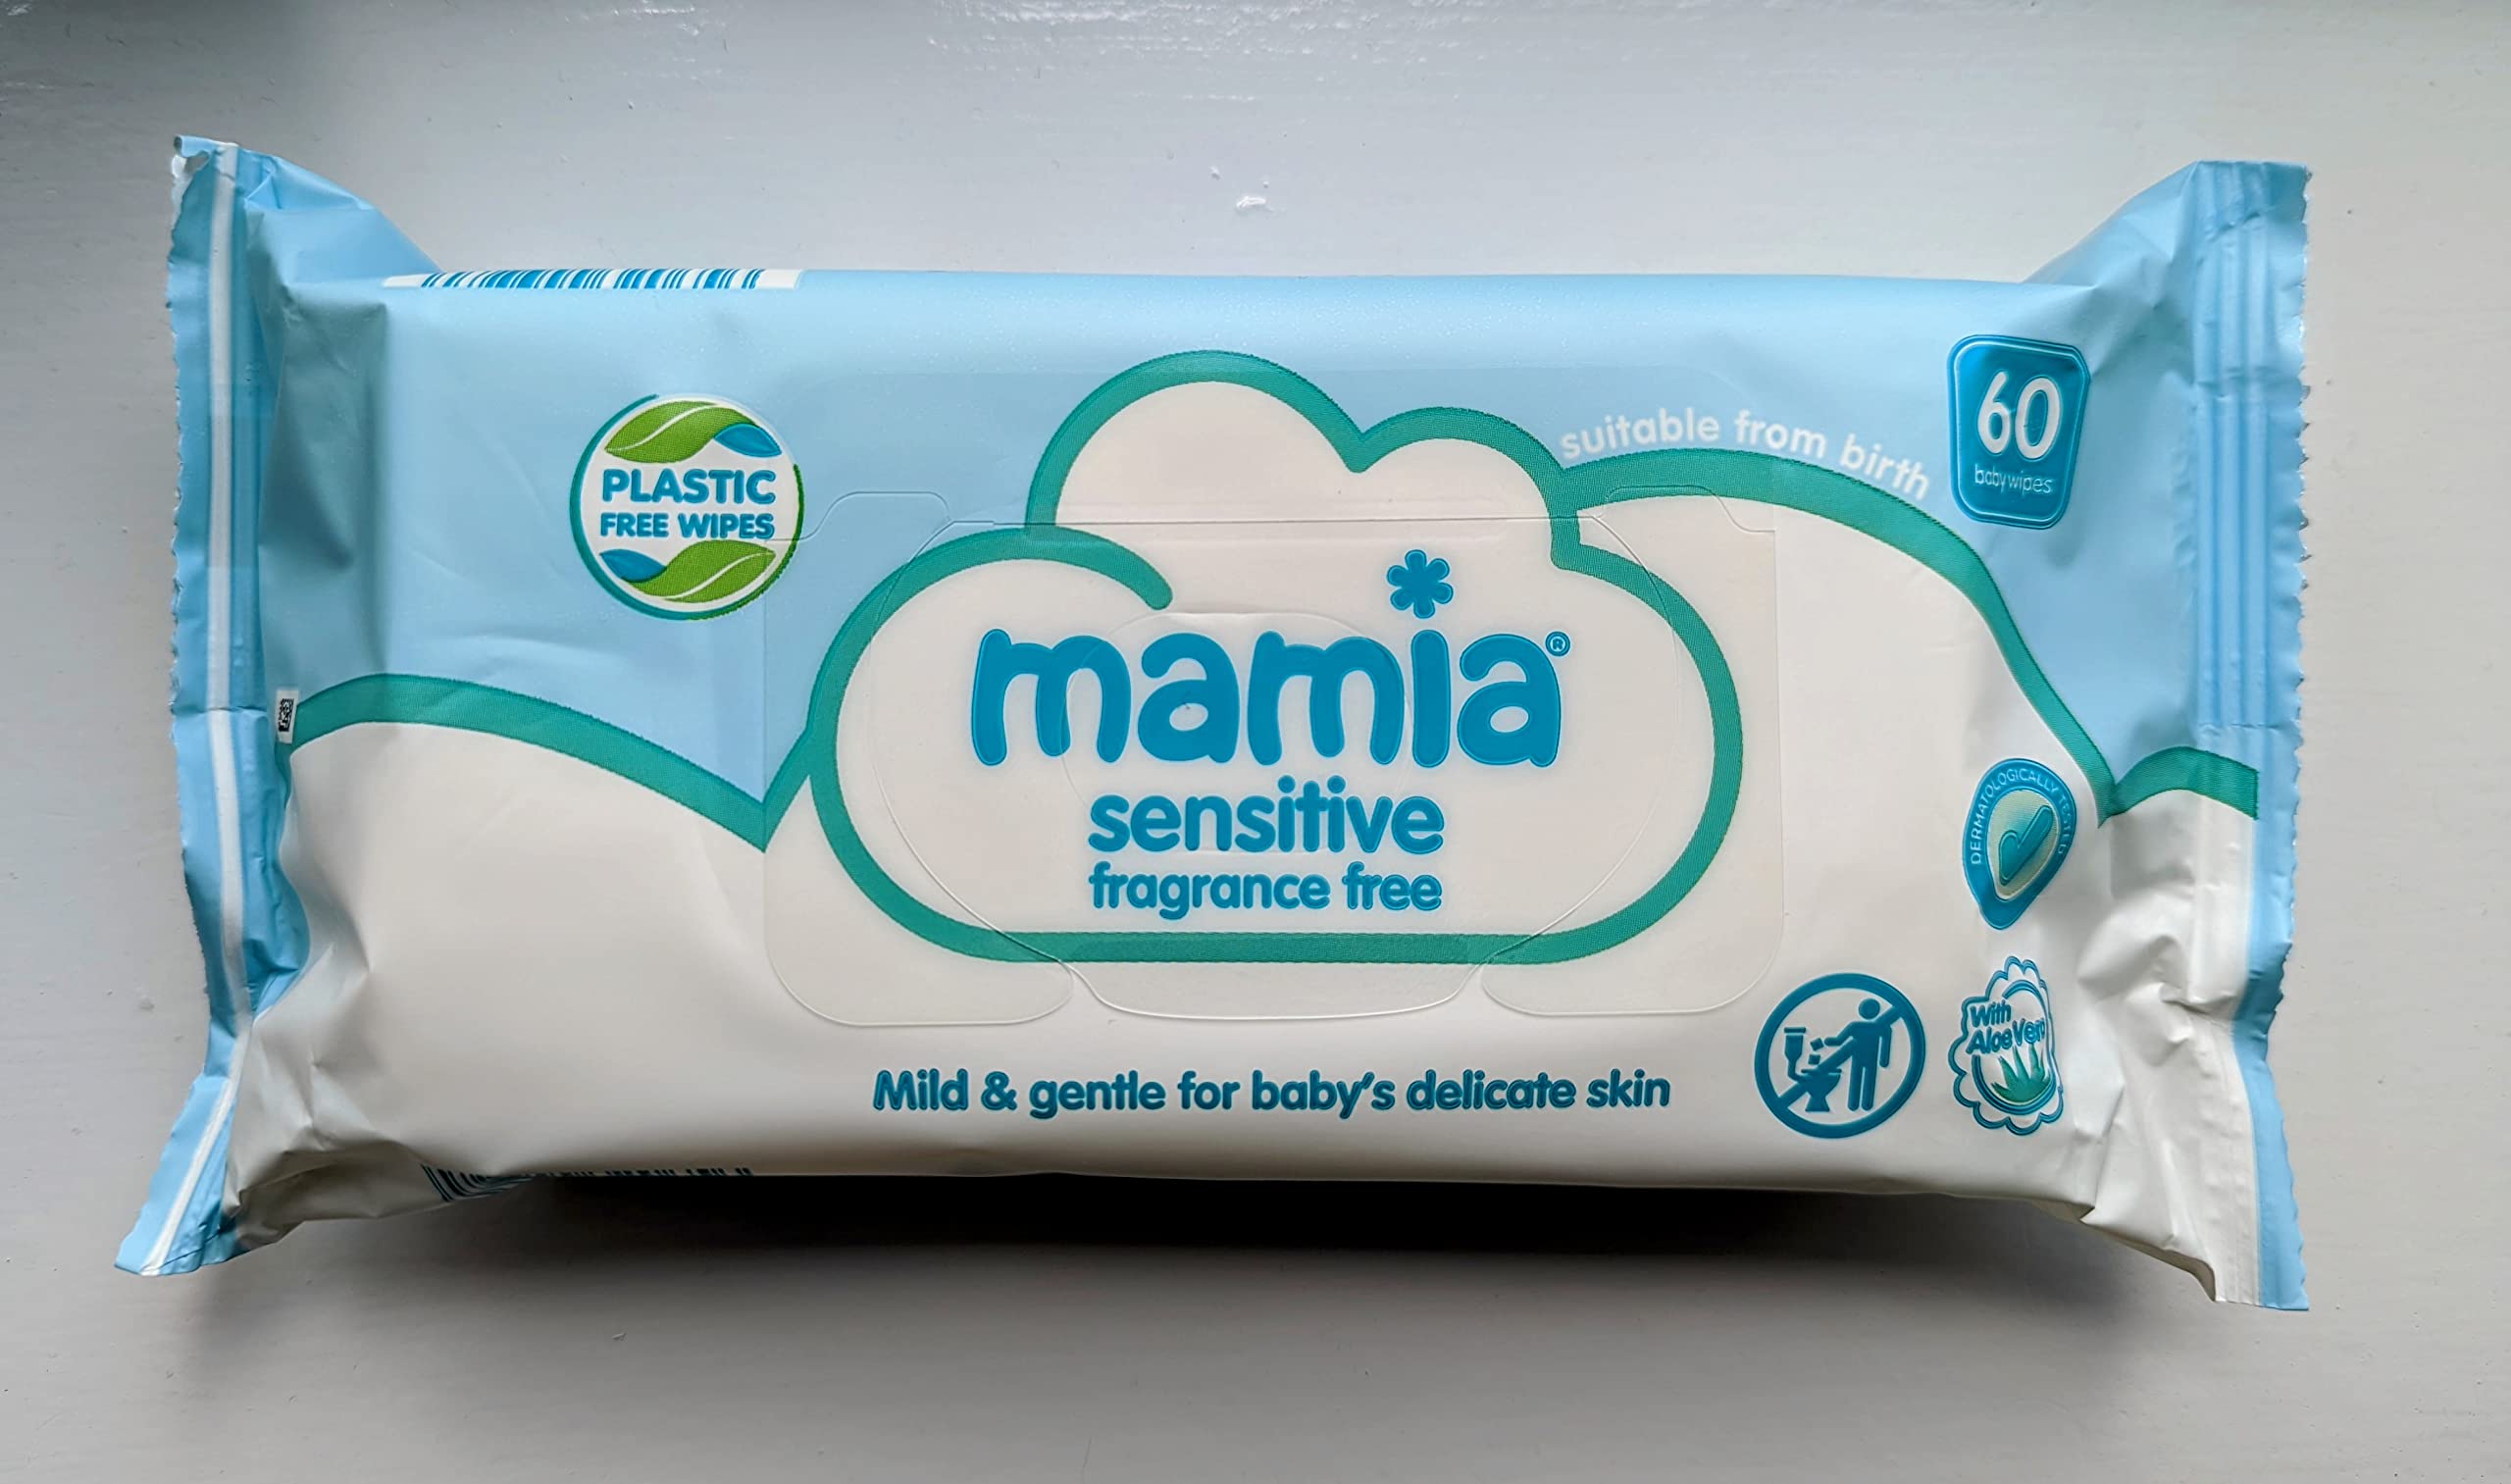 PLASTIC
FREE WIPES
suitable from birth
60
babywipes
mamia®
sensitive
fragrance free
DERMATOLOGICALLY TESTED
With
Aloe Vera
Mild & gentle for baby's delicate skin